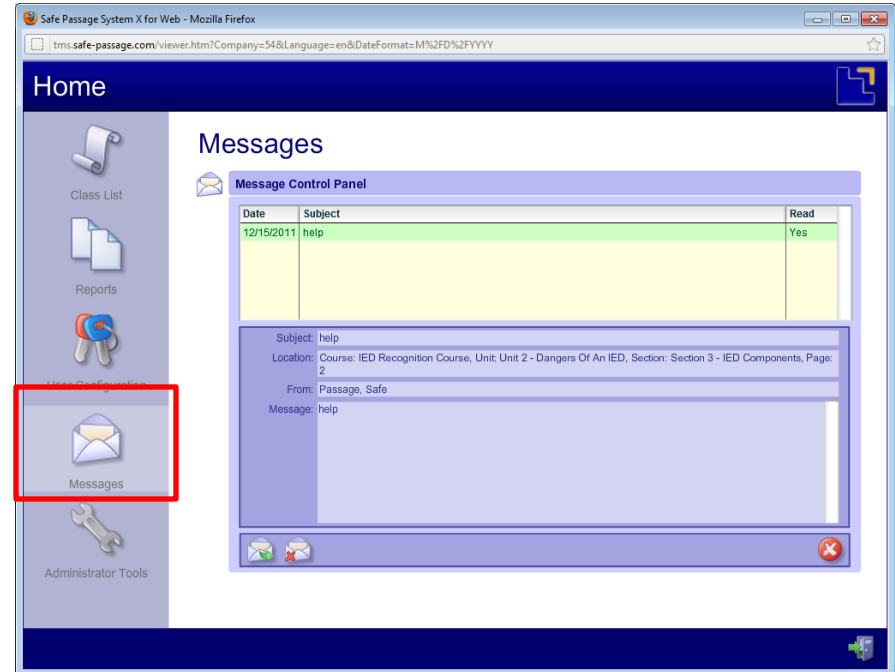 Safe Passage System X for Web - Mozilla Firefox
tms.safe-passage.com/viewer.htm?Company=54&Language=en&DateFormat=M%2FD%2FYYYY
Home
Class List
Reports
User Configuration
Messages
Administrator Tools
Messages
Message Control Panel
Date Subject Read
12/15/2011 help Yes
Subject: help
Location: Course: IED Recognition Course, Unit: Unit 2 - Dangers Of An IED, Section: Section 3 - IED Components, Page:
2
From: Passage, Safe
Message: help